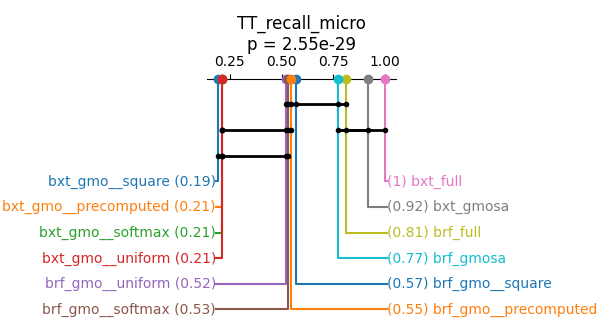 TT_recall_micro
p = 2.55e-29
0.25 0.50 0.75 1.00
bxt_gmo__square (0.19)
(1) bxt_full
bxt_gmo__precomputed (0.21)
(0.92) bxt_gmosa
bxt_gmo__softmax (0.21)
(0.81) brf_full
bxt_gmo__uniform (0.21)
(0.77) brf_gmosa
brf_gmo__uniform (0.52)
(0.57) brf_gmo__square
brf_gmo__softmax (0.53)
(0.55) brf_gmo__precomputed